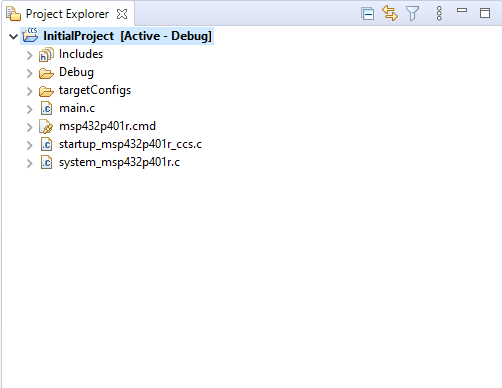 Project Explorer
InitialProject [Active - Debug]
Includes
Debug
targetConfigs
main.c
msp432p401r.cmd
startup_msp432p401r_ccs.c
system_msp432p401r.c